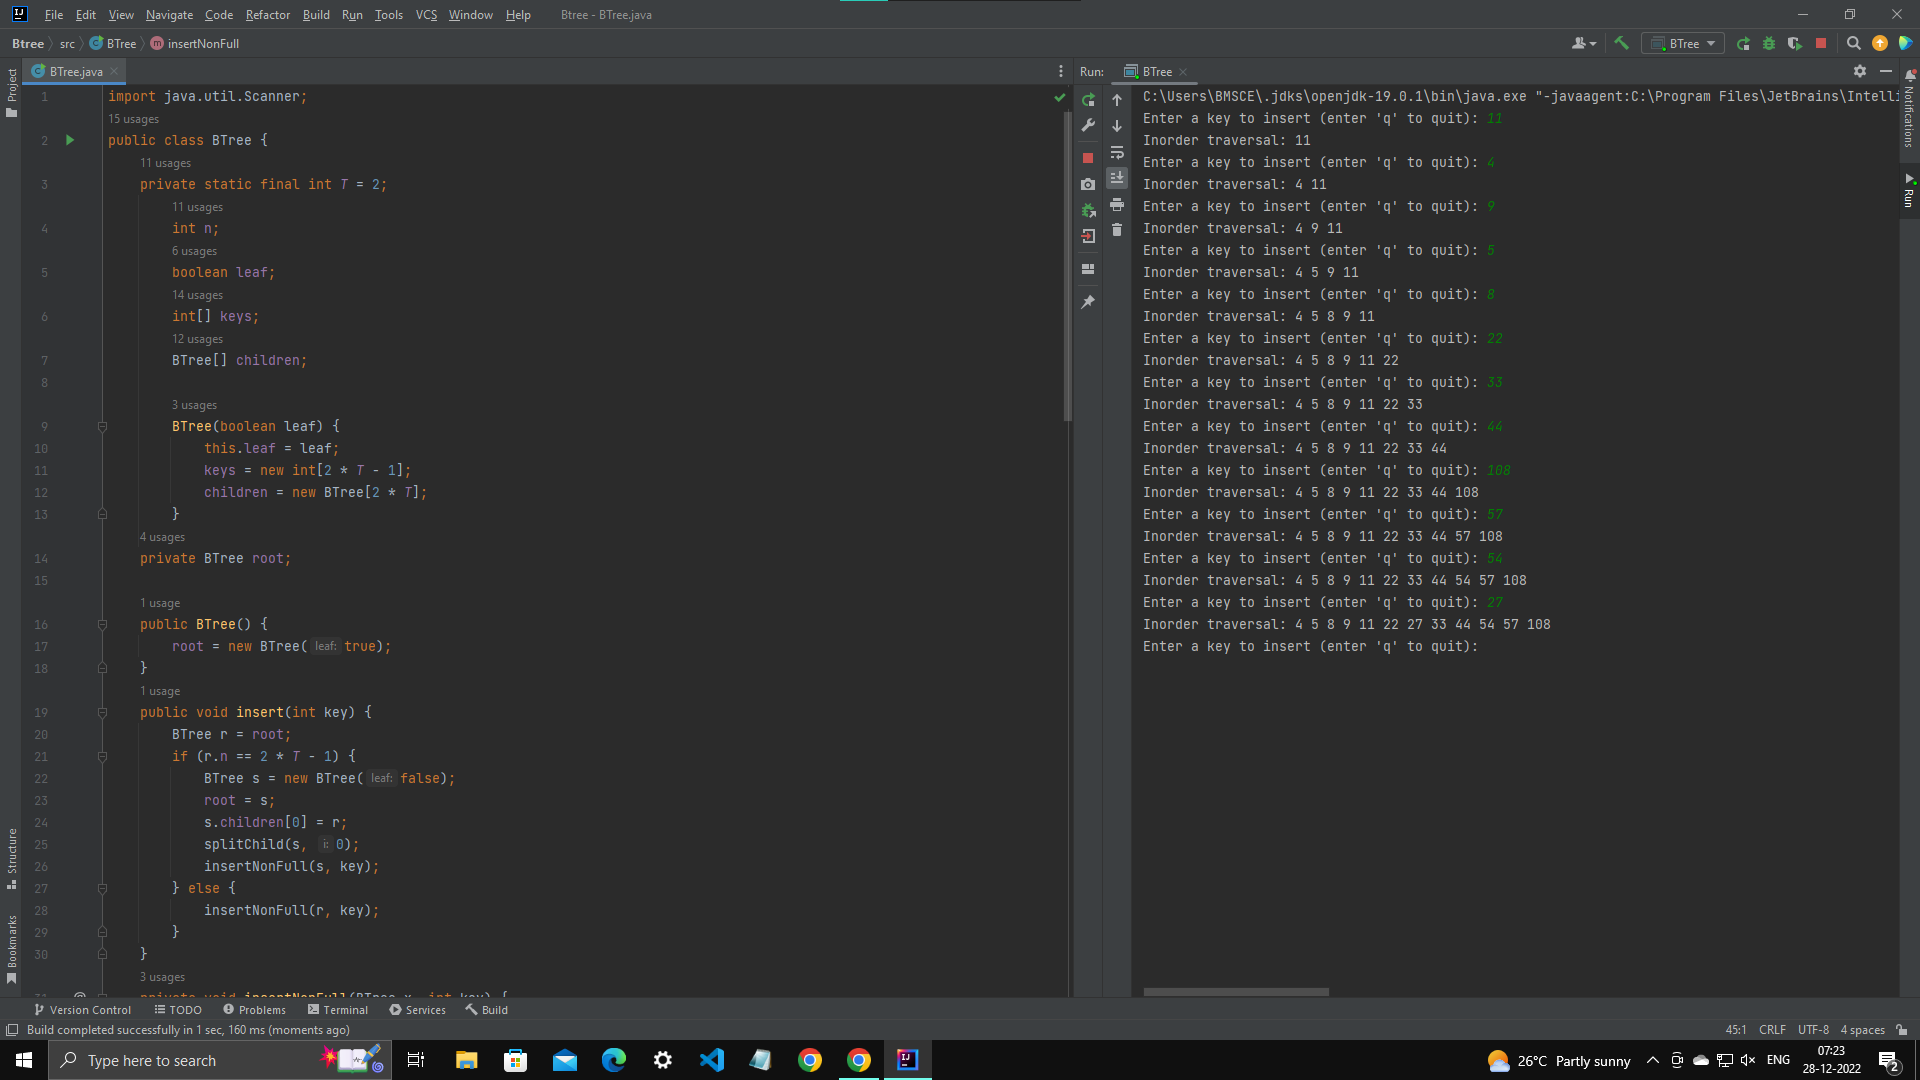 File Edit View Navigate Code Refactor Build Run Tools VCS Window Help Btree - BTree.java
Btree src BTree insertNonFull BTree
BTree.java Run: BTree
Project
Structure
Bookmarks
Notifications
Run
1 import java.util.Scanner;
15 usages
2 public class BTree {
11 usages
3 private static final int T = 2;
11 usages
4 int n;
6 usages
5 boolean leaf;
14 usages
6 int[] keys;
12 usages
7 BTree[] children;
8
3 usages
9 BTree(boolean leaf) {
10 this.leaf = leaf;
11 keys = new int[2 * T - 1];
12 children = new BTree[2 * T];
13 }
4 usages
14 private BTree root;
15
1 usage
16 public BTree() {
17 root = new BTree( leaf: true);
18 }
1 usage
19 public void insert(int key) {
20 BTree r = root;
21 if (r.n == 2 * T - 1) {
22 BTree s = new BTree( leaf: false);
23 root = s;
24 s.children[0] = r;
25 splitChild(s, i: 0);
26 insertNonFull(s, key);
27 } else {
28 insertNonFull(r, key);
29 }
30 }
3 usages
31 private void insertNonFull(BTree x, int key) {
C:\Users\BMSCE\.jdks\openjdk-19.0.1\bin\java.exe "-javaagent:C:\Program Files\JetBrains\Intelli
Enter a key to insert (enter 'q' to quit): 11
Inorder traversal: 11
Enter a key to insert (enter 'q' to quit): 4
Inorder traversal: 4 11
Enter a key to insert (enter 'q' to quit): 9
Inorder traversal: 4 9 11
Enter a key to insert (enter 'q' to quit): 5
Inorder traversal: 4 5 9 11
Enter a key to insert (enter 'q' to quit): 8
Inorder traversal: 4 5 8 9 11
Enter a key to insert (enter 'q' to quit): 22
Inorder traversal: 4 5 8 9 11 22
Enter a key to insert (enter 'q' to quit): 33
Inorder traversal: 4 5 8 9 11 22 33
Enter a key to insert (enter 'q' to quit): 44
Inorder traversal: 4 5 8 9 11 22 33 44
Enter a key to insert (enter 'q' to quit): 108
Inorder traversal: 4 5 8 9 11 22 33 44 108
Enter a key to insert (enter 'q' to quit): 57
Inorder traversal: 4 5 8 9 11 22 33 44 57 108
Enter a key to insert (enter 'q' to quit): 54
Inorder traversal: 4 5 8 9 11 22 33 44 54 57 108
Enter a key to insert (enter 'q' to quit): 27
Inorder traversal: 4 5 8 9 11 22 27 33 44 54 57 108
Enter a key to insert (enter 'q' to quit):
Version Control TODO Problems Terminal Services Build
Build completed successfully in 1 sec, 160 ms (moments ago) 45:1 CRLF UTF-8 4 spaces
Type here to search 26°C Partly sunny ENG 07:23
28-12-2022 2